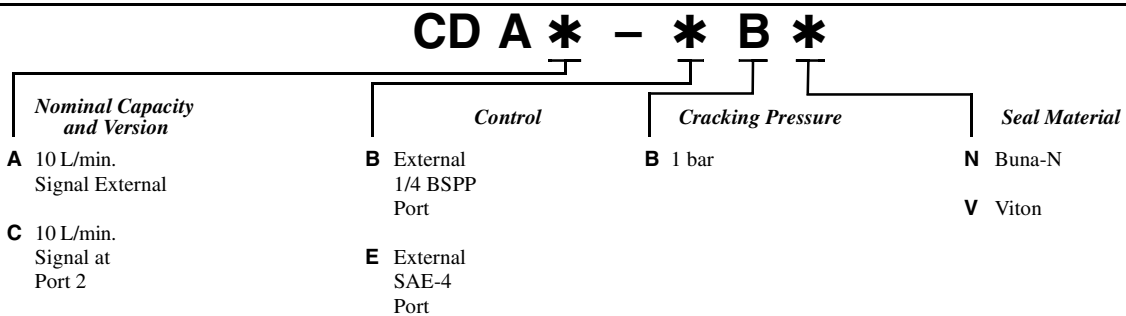 CD A ✱ – ✱ B ✱
Nominal Capacity
and Version
A 10 L/min.
Signal External
C 10 L/min.
Signal at
Port 2
Control
B External
1/4 BSPP
Port
E External
SAE-4
Port
Cracking Pressure
B 1 bar
Seal Material
N Buna-N
V Viton